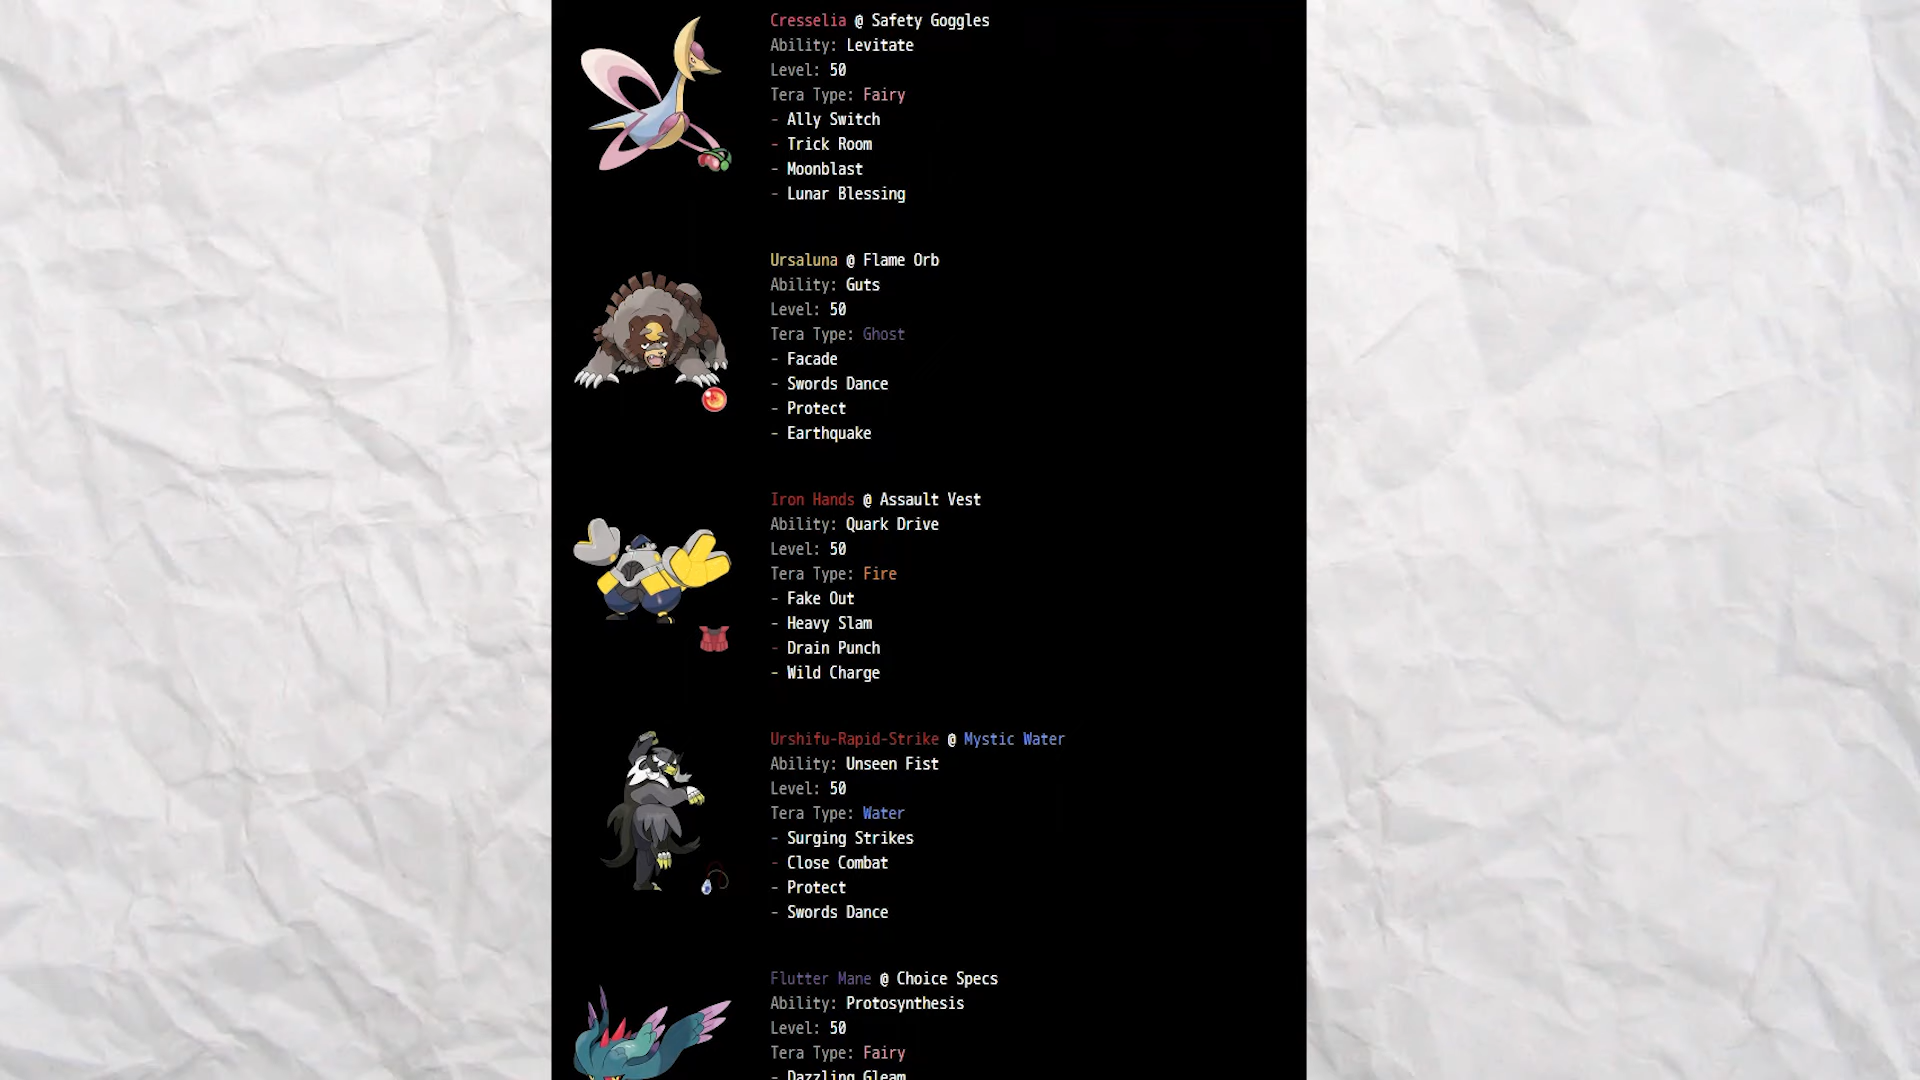 Cresselia @ Safety Goggles
Ability: Levitate
Level: 50
Tera Type: Fairy
- Ally Switch
- Trick Room
- Moonblast
- Lunar Blessing
Ursaluna @ Flame Orb
Ability: Guts
Level: 50
Tera Type: Ghost
- Facade
- Swords Dance
- Protect
- Earthquake
Iron Hands @ Assault Vest
Ability: Quark Drive
Level: 50
Tera Type: Fire
- Fake Out
- Heavy Slam
- Drain Punch
- Wild Charge
Urshifu-Rapid-Strike @ Mystic Water
Ability: Unseen Fist
Level: 50
Tera Type: Water
- Surging Strikes
- Close Combat
- Protect
- Swords Dance
Flutter Mane @ Choice Specs
Ability: Protosynthesis
Level: 50
Tera Type: Fairy
- Dazzling Gleam